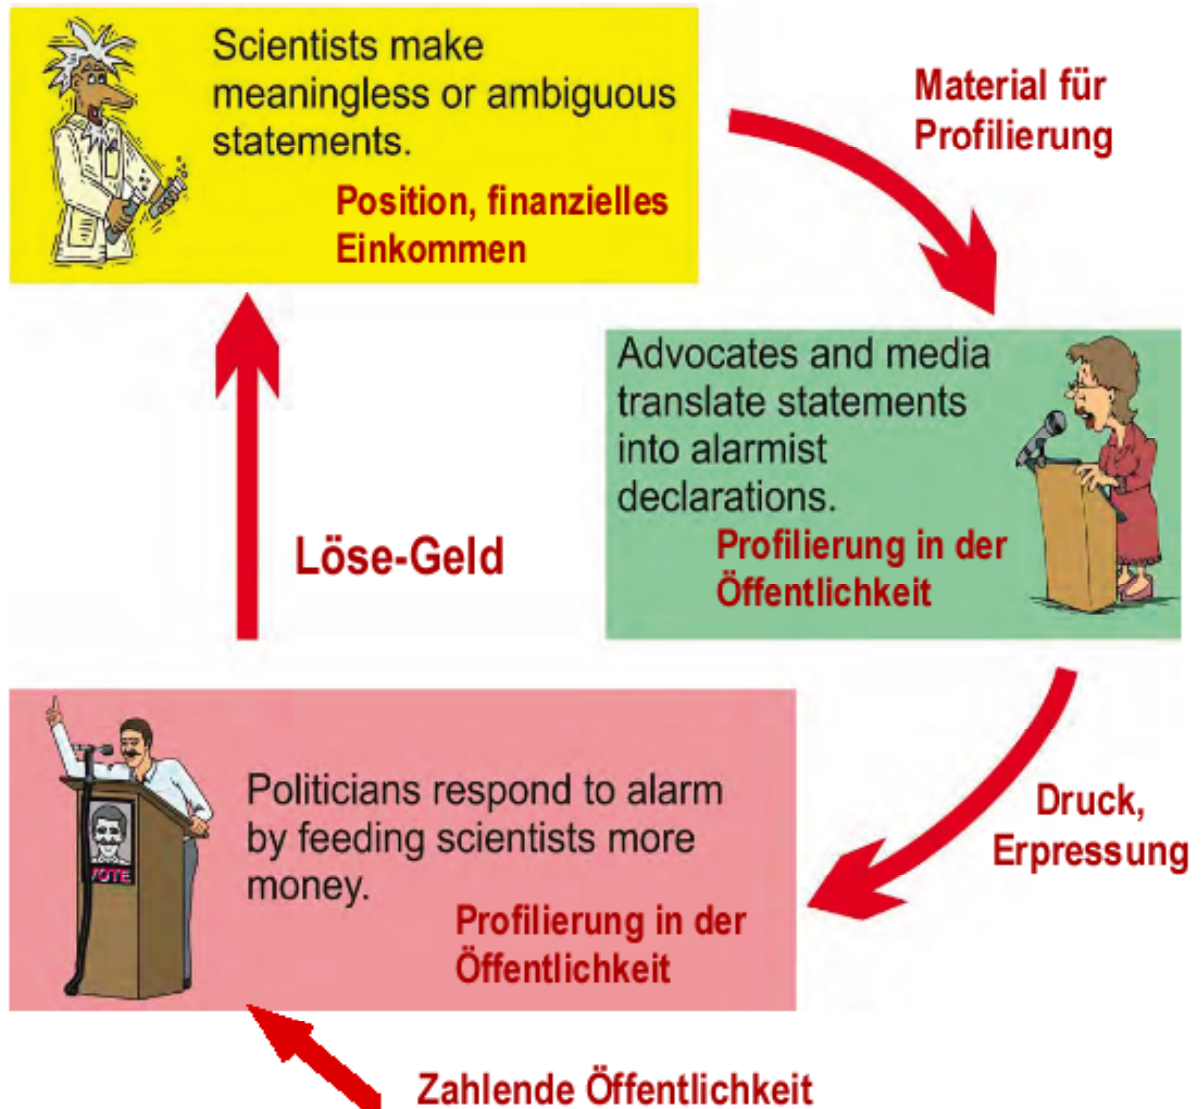 Scientists make
meaningless or ambiguous
statements.
Position, finanzielles
Einkommen
Material für
Profilierung
Advocates and media
translate statements
into alarmist
declarations.
Profilierung in der
Öffentlichkeit
Löse-Geld
Druck,
Erpressung
Politicians respond to alarm
by feeding scientists more
money.
Profilierung in der
Öffentlichkeit
VOTE
Zahlende Öffentlichkeit